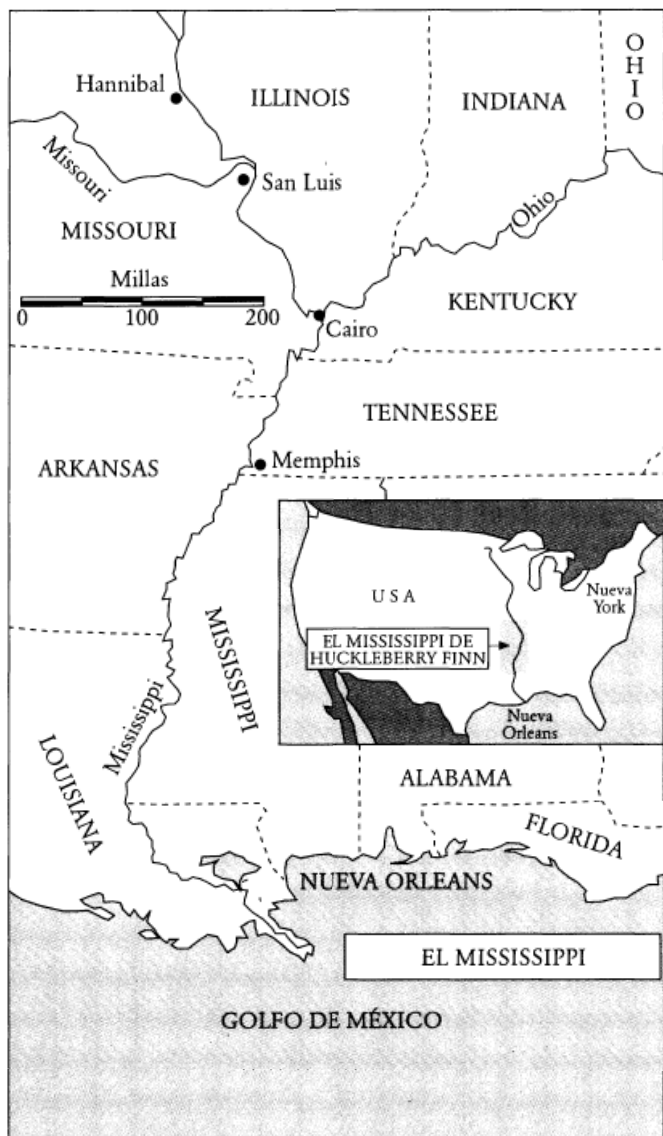 OHIO
Hannibal
ILLINOIS
INDIANA
Missouri
San Luis
Ohio
MISSOURI
Millas
0 100 200
KENTUCKY
Cairo
TENNESSEE
ARKANSAS
Memphis
USA
Nueva
York
EL MISSISSIPPI DE
HUCKLEBERRY FINN
Nueva
Orleans
MISSISSIPPI
Mississippi
LOUISIANA
ALABAMA
FLORIDA
NUEVA ORLEANS
EL MISSISSIPPI
GOLFO DE MÉXICO